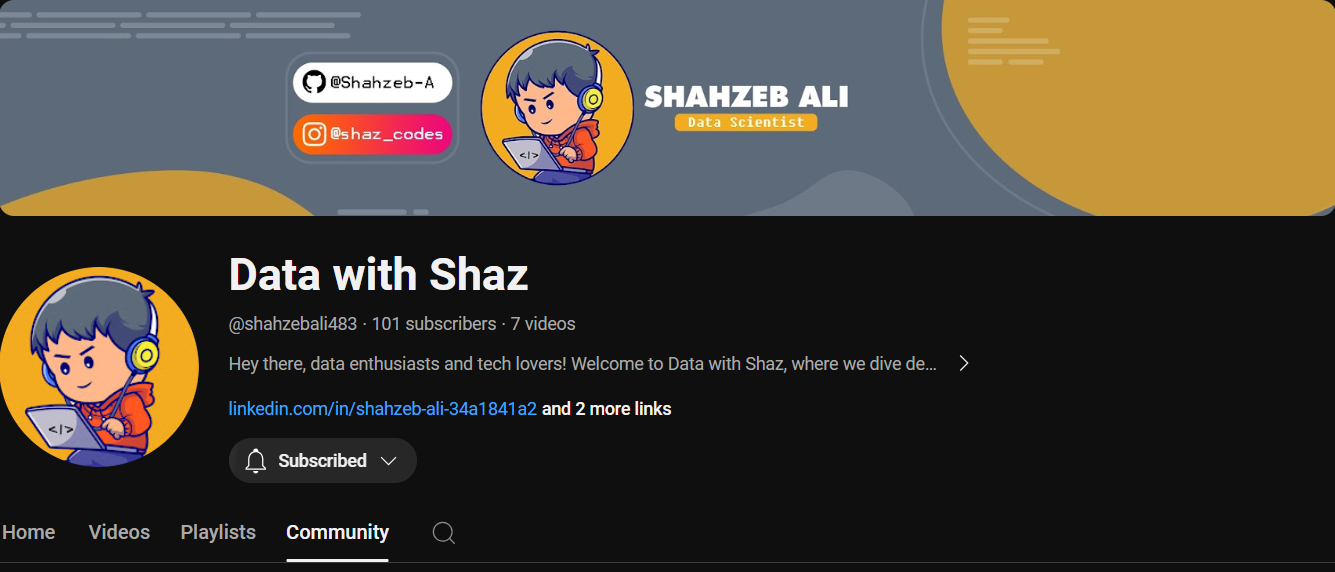 @Shahzeb-A
@shaz_codes
SHAHZEB ALI
Data Scientist
</>
Data with Shaz
@shahzebali483 · 101 subscribers · 7 videos
Hey there, data enthusiasts and tech lovers! Welcome to Data with Shaz, where we dive de...
</>
linkedin.com/in/shahzeb-ali-34a1841a2 and 2 more links
Subscribed
Home Videos Playlists Community